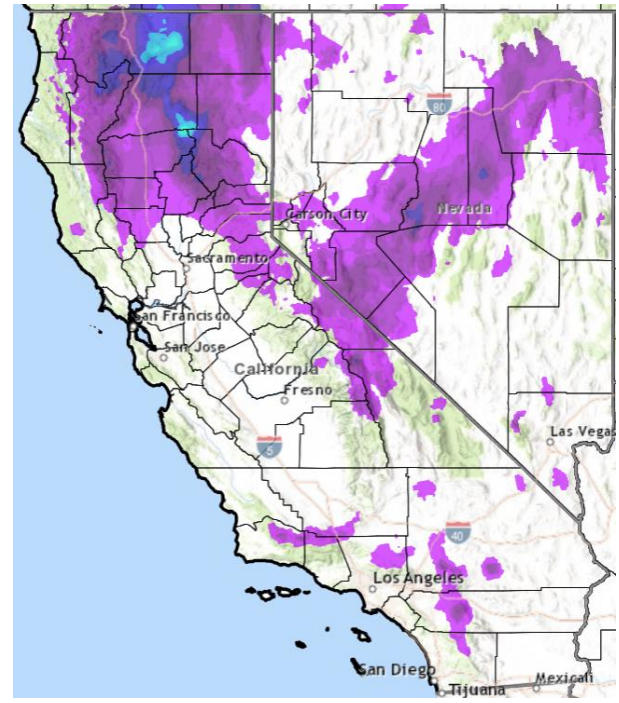 80
Carson City
Nevada
Sacramento
San Francisco
San Jose
California
Fresno
5
Las Vegas
40
Los Angeles
San Diego
Tijuana
Mexicali